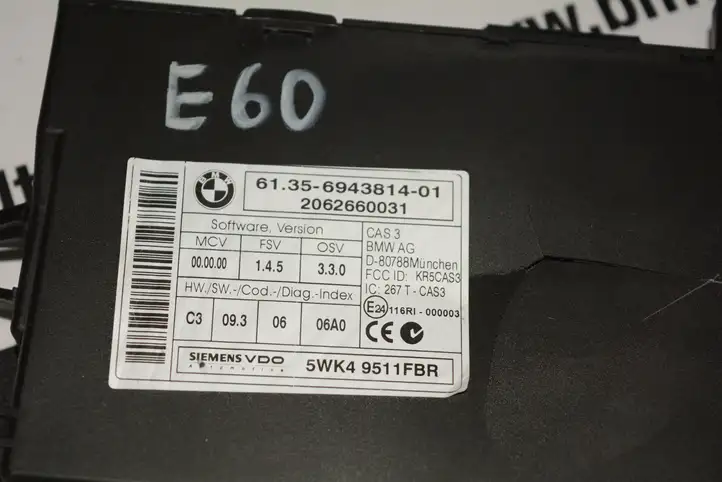 E60
BMW
61.35-6943814-01
2062660031
Software, Version
MCV FSV OSV
00.00.00 1.4.5 3.3.0
HW./SW.-/Cod.-/Diag.-Index
C3 09.3 06 06A0
CAS 3
BMW AG
D-80788München
FCC ID: KR5CAS3
IC: 267 T - CAS3
E24 116RI - 000003
CE
SIEMENS VDO
automotive
5WK4 9511FBR